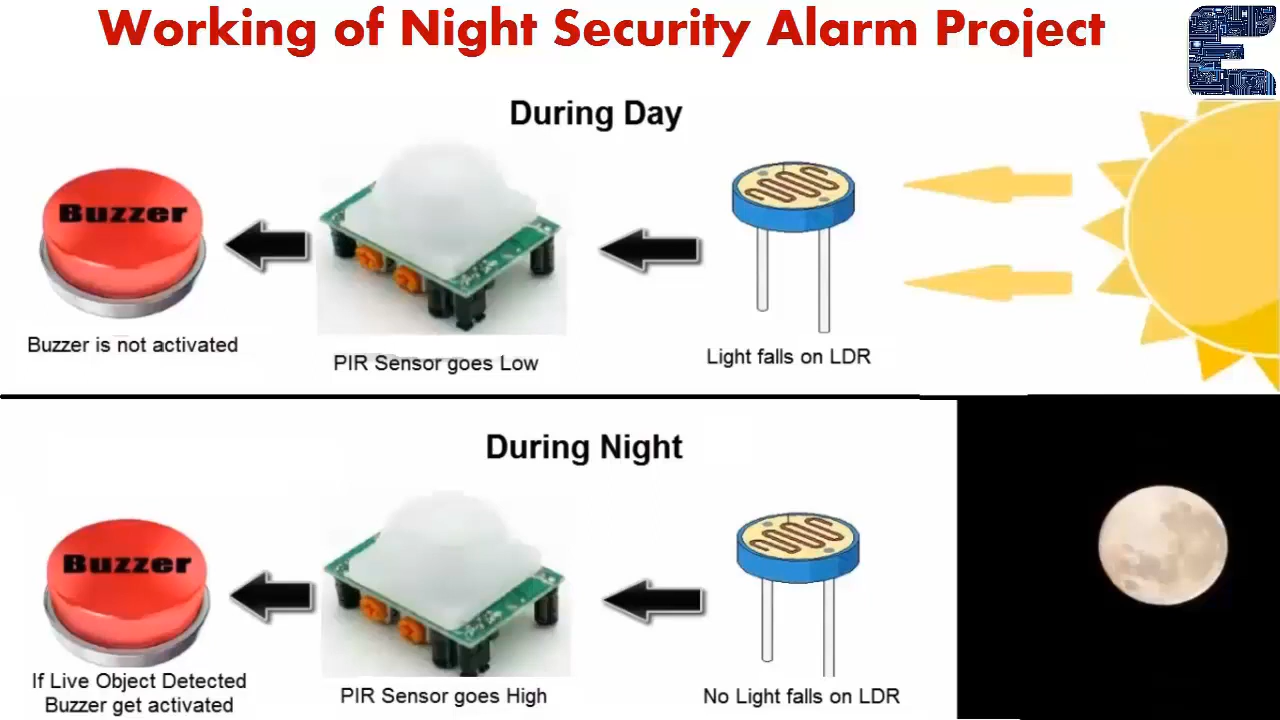 Working of Night Security Alarm Project
During Day
Buzzer
Buzzer is not activated
PIR Sensor goes Low
Light falls on LDR
During Night
Buzzer
If Live Object Detected
Buzzer get activated
PIR Sensor goes High
No Light falls on LDR